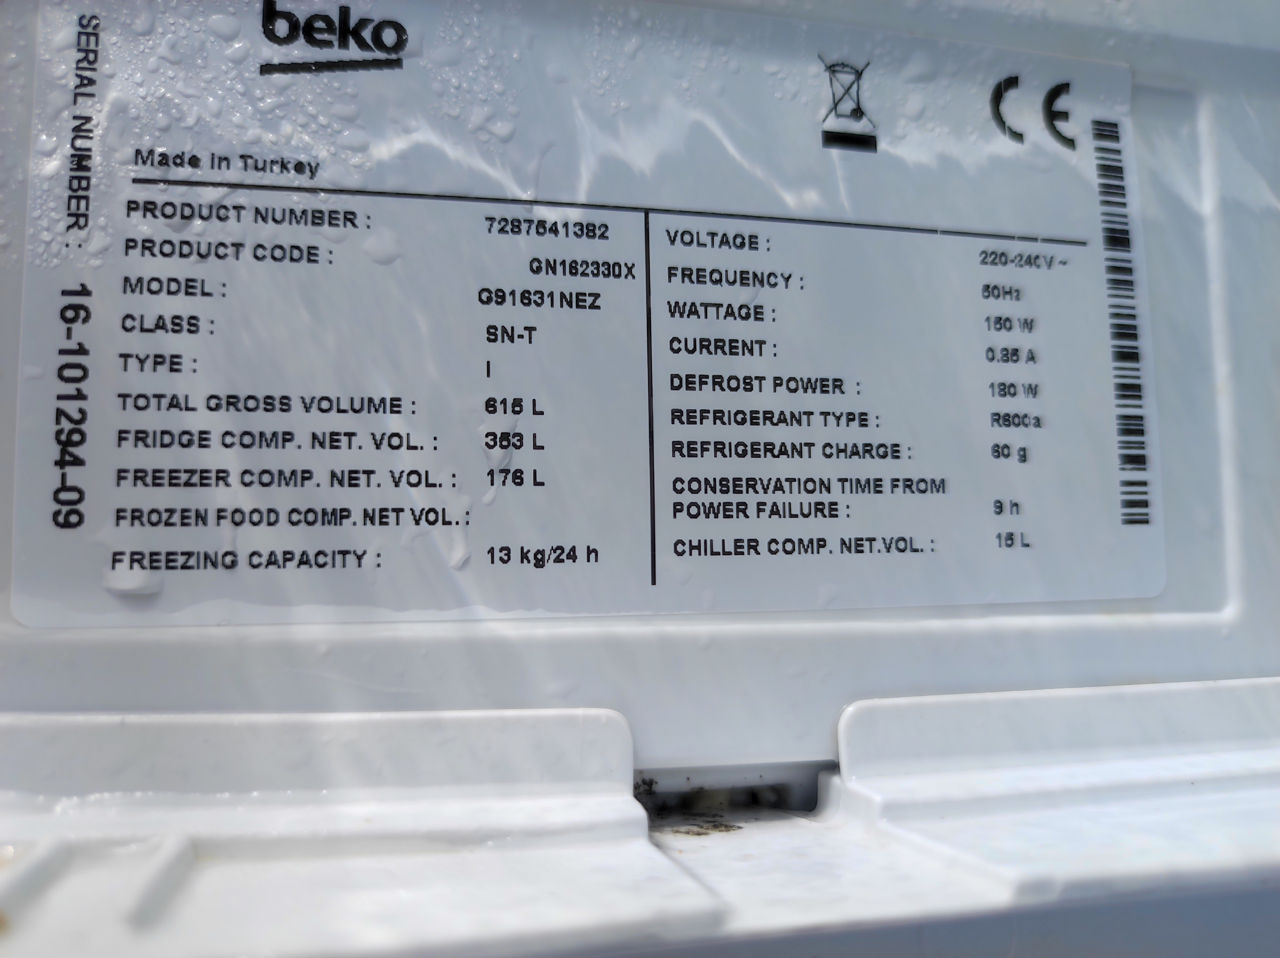 beko
Made in Turkey
SERIAL NUMBER : 16-101294-09
PRODUCT NUMBER : 7287541382
PRODUCT CODE : GN162330X
MODEL : G91631NEZ
CLASS : SN-T
TYPE : I
TOTAL GROSS VOLUME : 615 L
FRIDGE COMP. NET. VOL. : 353 L
FREEZER COMP. NET. VOL. : 176 L
FROZEN FOOD COMP. NET VOL. :
FREEZING CAPACITY : 13 kg/24 h
VOLTAGE : 220-240V ~
FREQUENCY : 50Hz
WATTAGE : 150 W
CURRENT :
DEFROST POWER : 180 W
REFRIGERANT TYPE : R600a
REFRIGERANT CHARGE :
CONSERVATION TIME FROM
POWER FAILURE : 9 h
CHILLER COMP. NET.VOL. : 15 L
CE